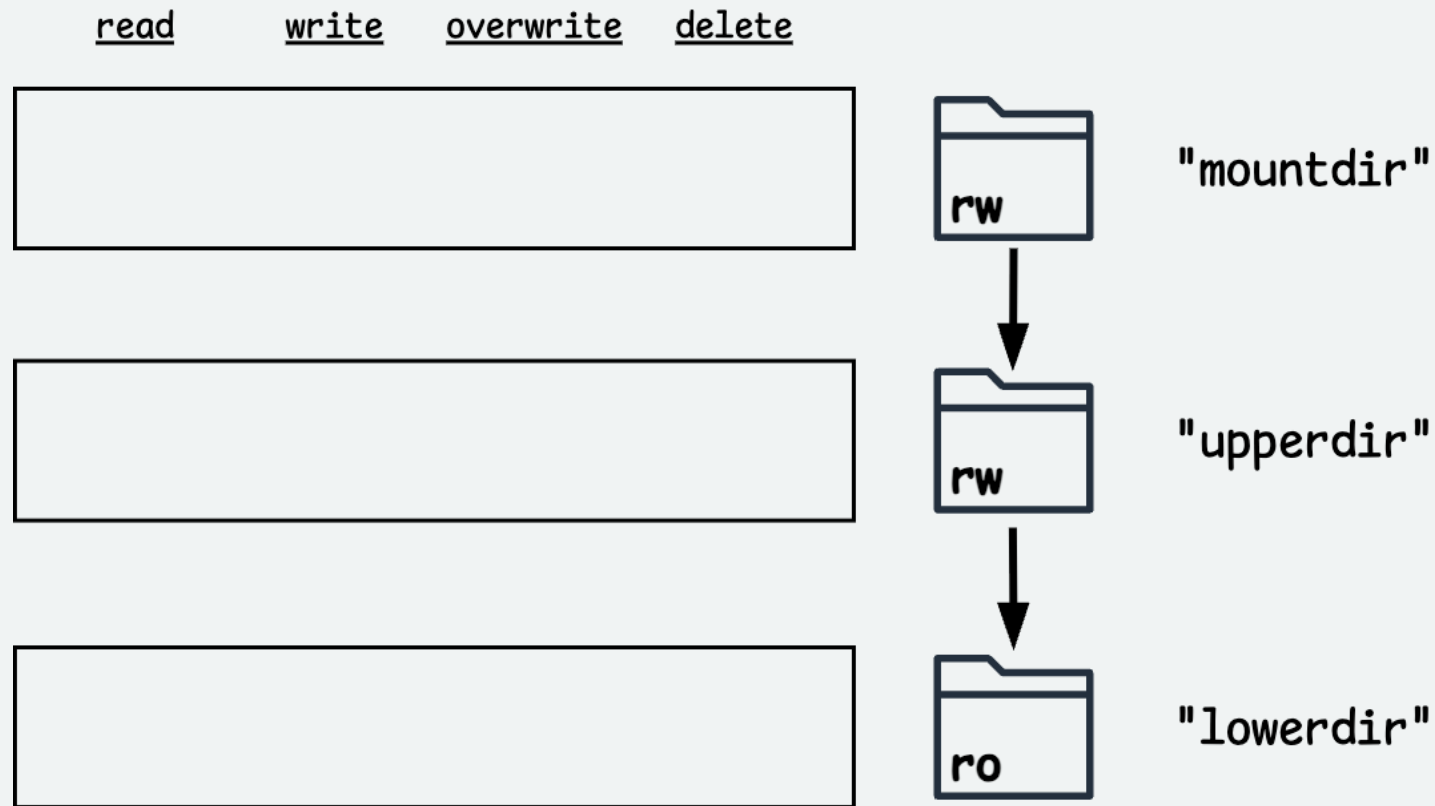 read write overwrite delete
rw "mountdir"
rw "upperdir"
ro "lowerdir"